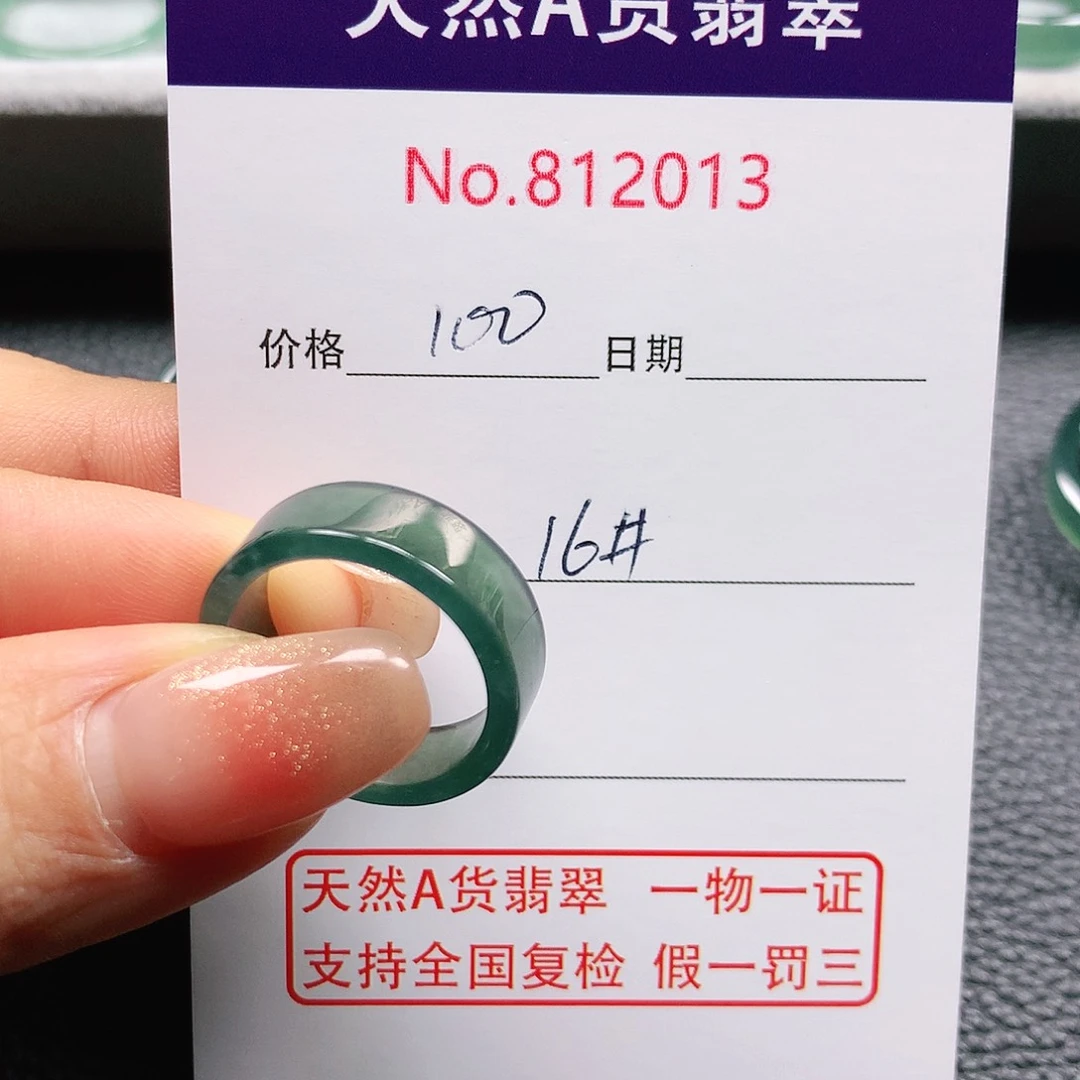 天然A货翡翠
No.812013
价格 100 日期
16#
天然A货翡翠 一物一证
支持全国复检 假一罚三